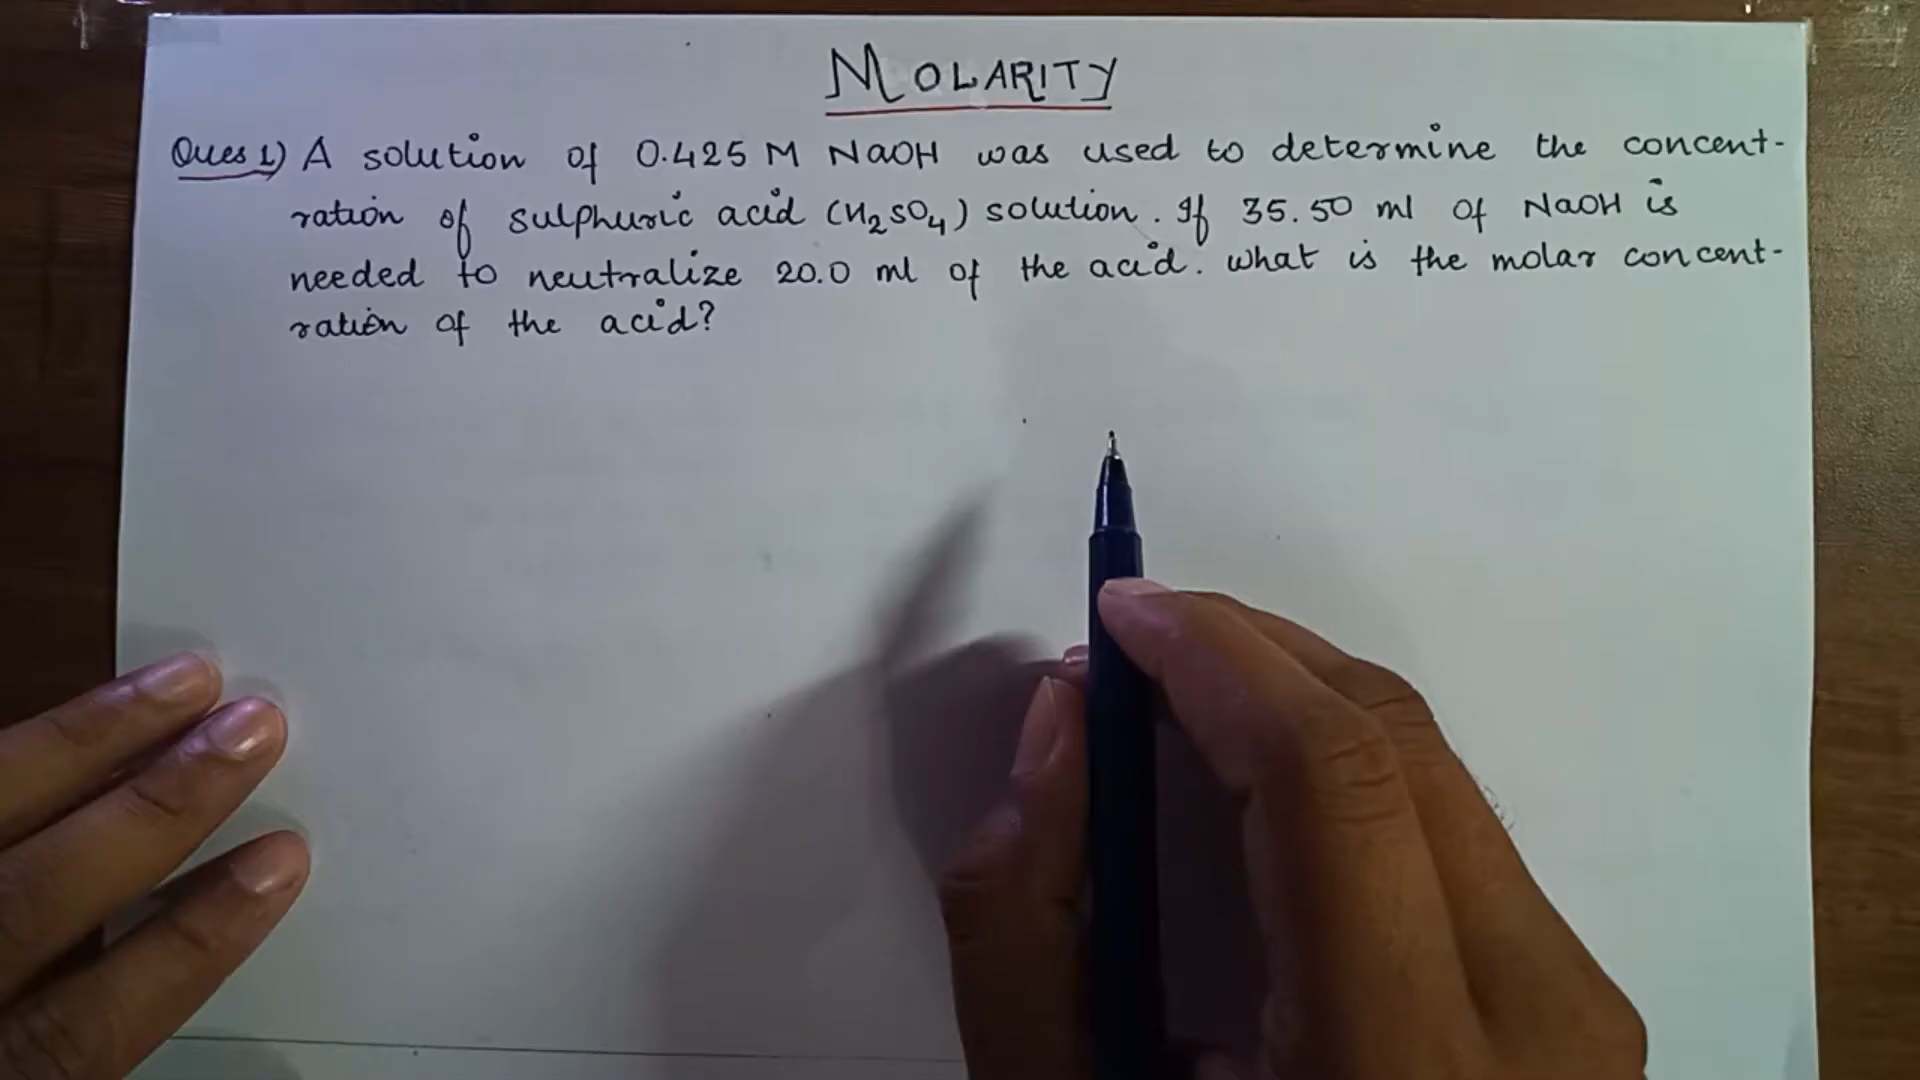 MOLARITY
Ques 1) A solution of 0.425 M NaOH was used to determine the concent-
ration of sulphuric acid (H₂SO₄) solution. If 35.50 ml of NaOH is
needed to neutralize 20.0 ml of the acid. what is the molar concent-
ration of the acid?